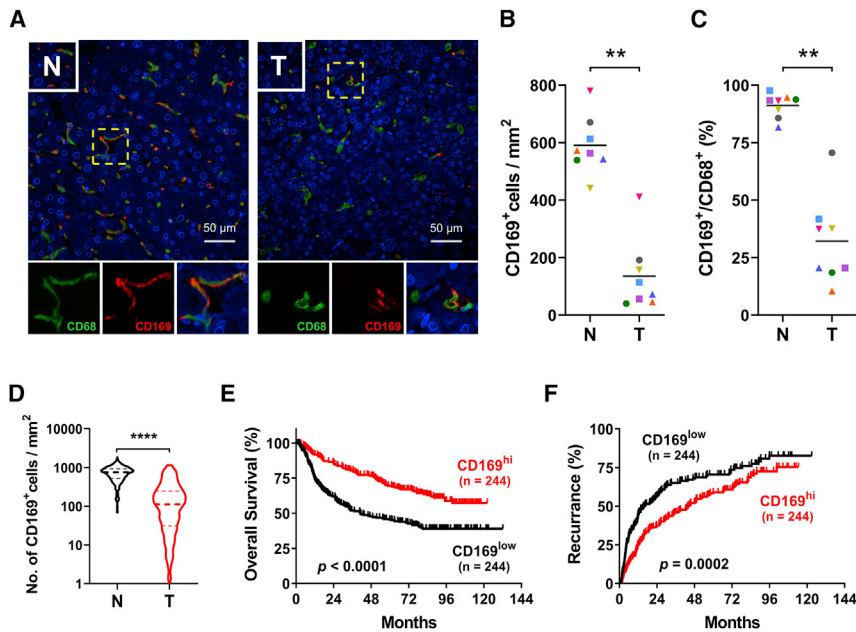 A
N
50 μm
CD68
CD169
T
50 μm
CD68
CD169
B
**
CD169+cells / mm2
800
600
400
200
0
N
T
C
**
CD169+/CD68+ (%)
100
75
50
25
0
N
T
D
****
No. of CD169+cells / mm2
10000
1000
100
10
1
N
T
E
Overall Survival (%)
100
75
50
25
0
CD169hi
(n = 244)
CD169low
(n = 244)
p < 0.0001
0
24
48
72
96
120
144
Months
F
Recurrance (%)
100
75
50
25
0
CD169low
(n = 244)
CD169hi
(n = 244)
p = 0.0002
0
24
48
72
96
120
144
Months